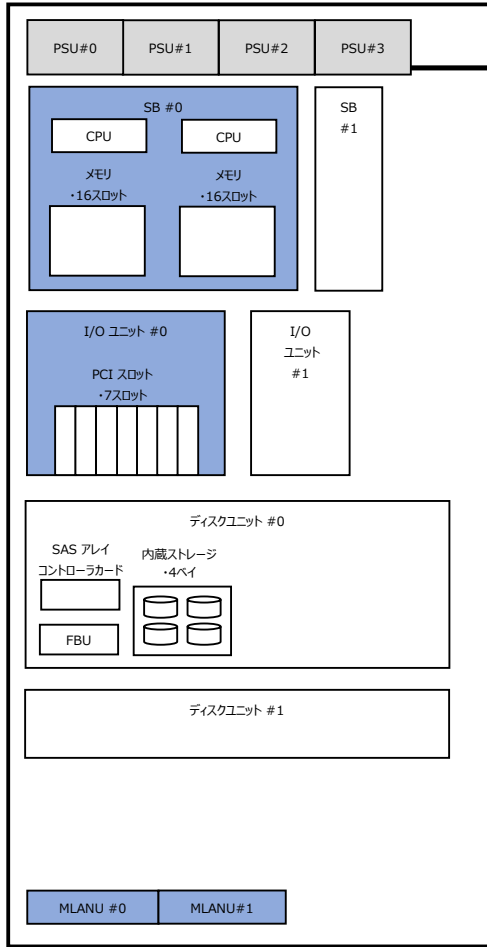 PSU#0
PSU#1
PSU#2
PSU#3
SB #0
CPU
CPU
メモリ
・16スロット
メモリ
・16スロット
SB
#1
I/O ユニット #0
PCI スロット
・7スロット
I/O
ユニット
#1
ディスクユニット #0
SAS アレイ
コントローラカード
FBU
内蔵ストレージ
・4ベイ
ディスクユニット #1
MLANU #0
MLANU#1